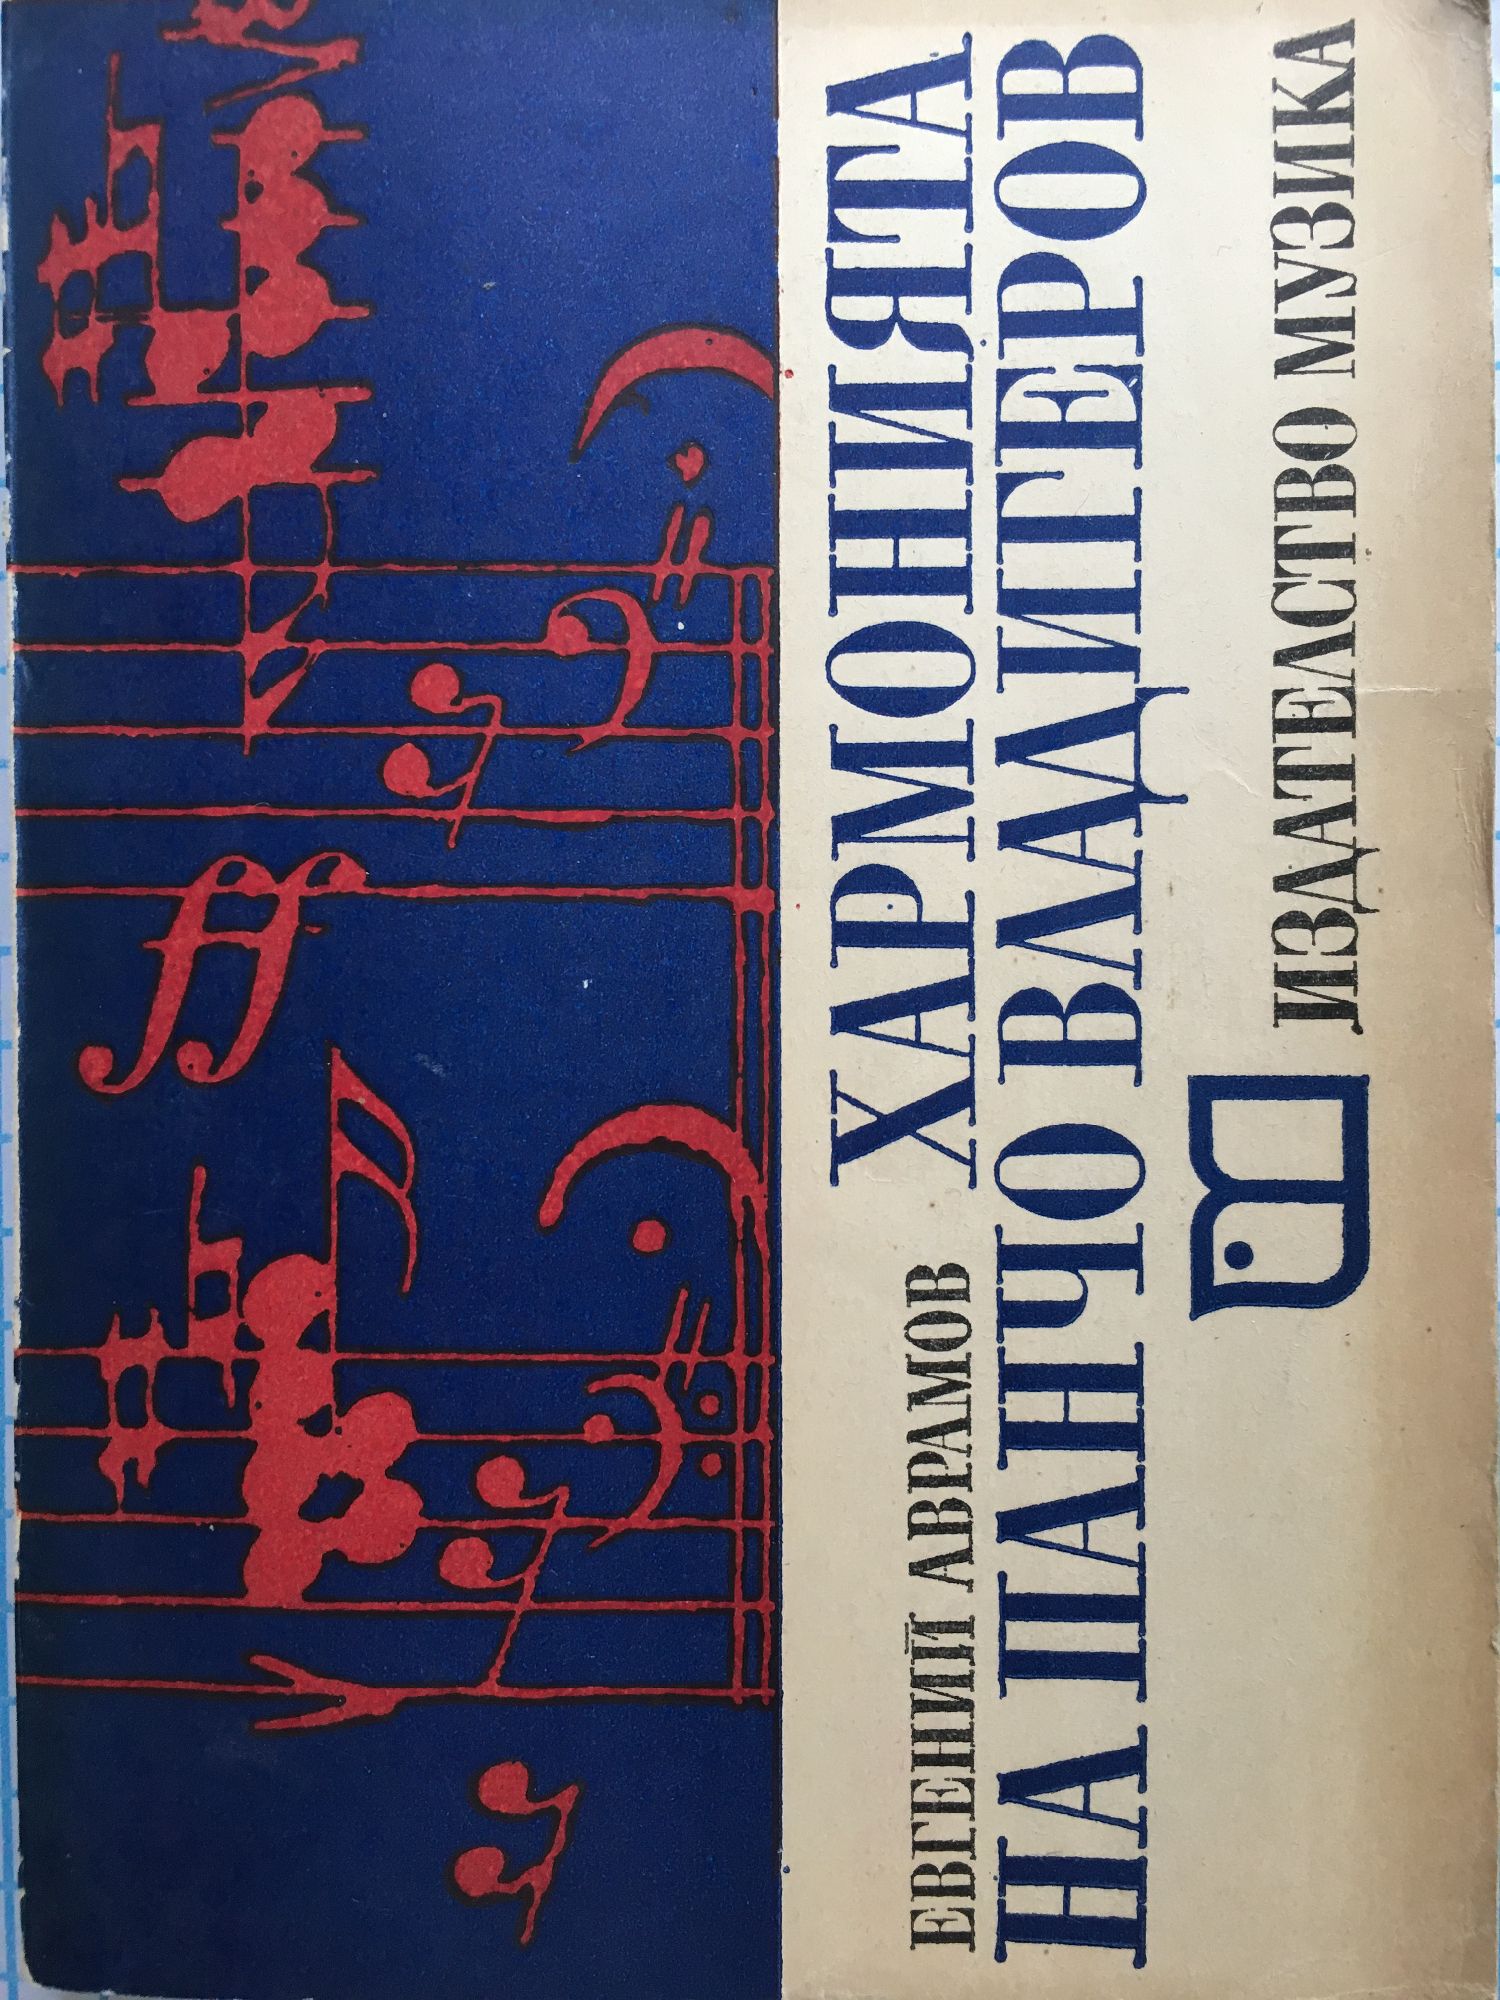 ЕВГЕНИЙ АВРАМОВ ХАРМОНИЯТА
НА ПАНЧО ВЛАДИГЕРОВ
ИЗДАТЕЛСТВО МУЗИКА